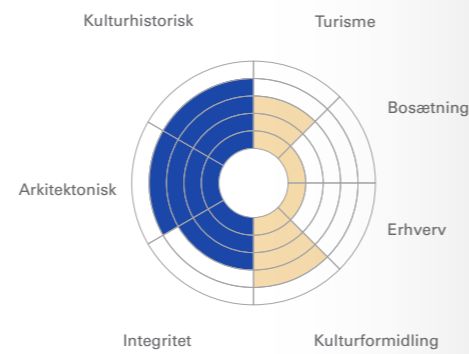 Kulturhistorisk
Turisme
Bosætning
Arkitektonisk
Erhverv
Integritet
Kulturformidling